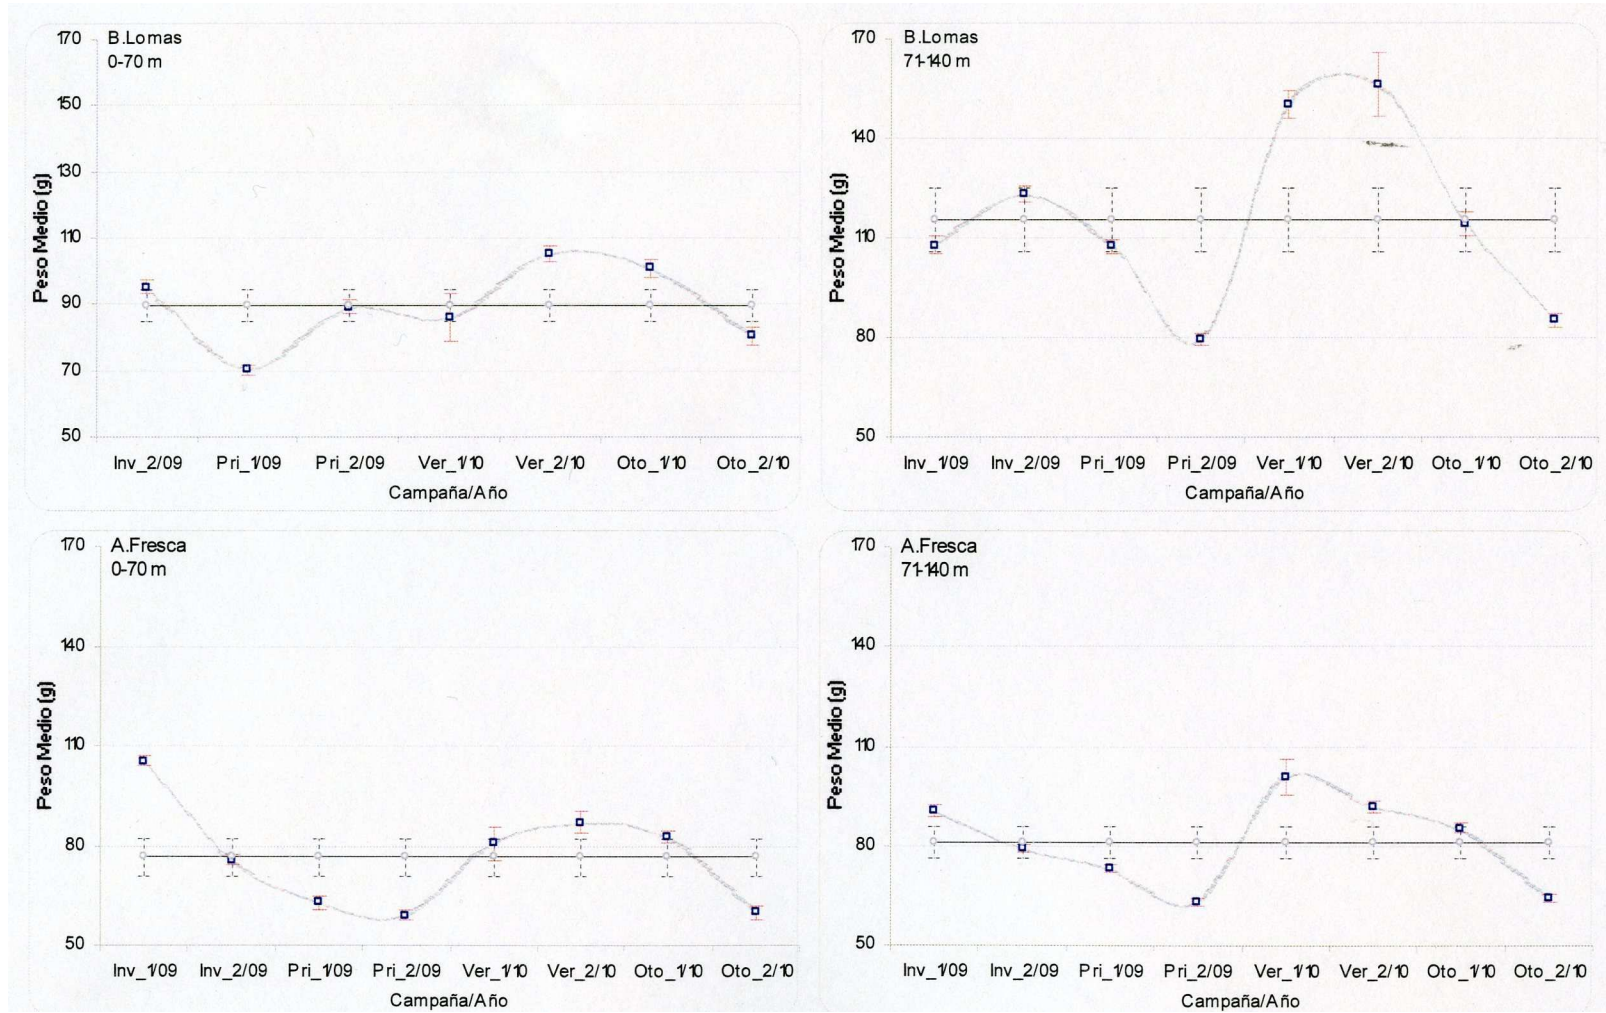 B.Lomas
0-70 m
170
150
130
110
90
70
50
Peso Medio (g)
Inv_2/09 Pri_1/09 Pri_2/09 Ver_1/10 Ver_2/10 Oto_1/10 Oto_2/10
Campaña/Año
B.Lomas
71-140 m
170
140
110
80
50
Peso Medio (g)
Inv_1/09 Inv_2/09 Pri_1/09 Pri_2/09 Ver_1/10 Ver_2/10 Oto_1/10 Oto_2/10
Campaña/Año
A.Fresca
0-70 m
170
140
110
80
50
Peso Medio (g)
Inv_1/09 Inv_2/09 Pri_1/09 Pri_2/09 Ver_1/10 Ver_2/10 Oto_1/10 Oto_2/10
Campaña/Año
A.Fresca
71-140 m
170
140
110
80
50
Peso Medio (g)
Inv_1/09 Inv_2/09 Pri_1/09 Pri_2/09 Ver_1/10 Ver_2/10 Oto_1/10 Oto_2/10
Campaña/Año